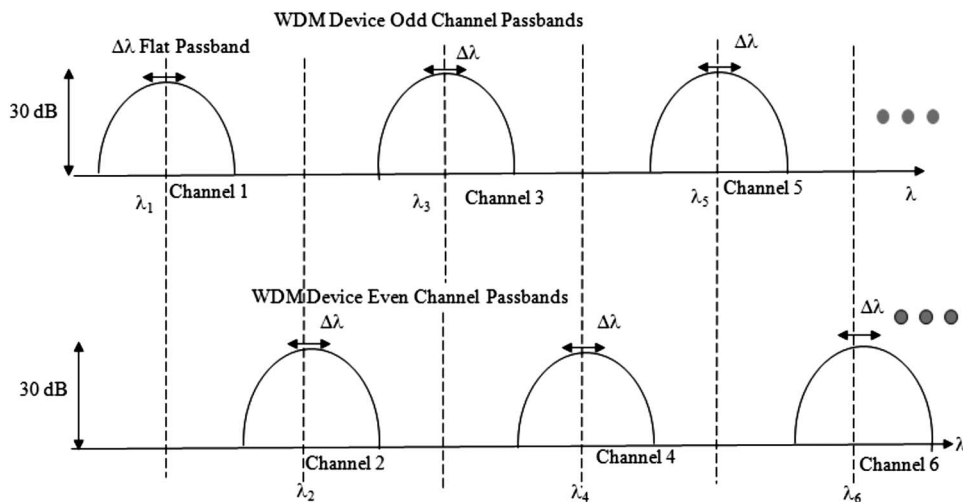 WDM Device Odd Channel Passbands
Δλ Flat Passband
Δλ
Δλ
30 dB
Channel 1
Channel 3
Channel 5
λ1
λ3
λ5
λ
WDM Device Even Channel Passbands
Δλ
Δλ
Δλ
30 dB
Channel 2
Channel 4
Channel 6
λ
λ2
λ4
λ6